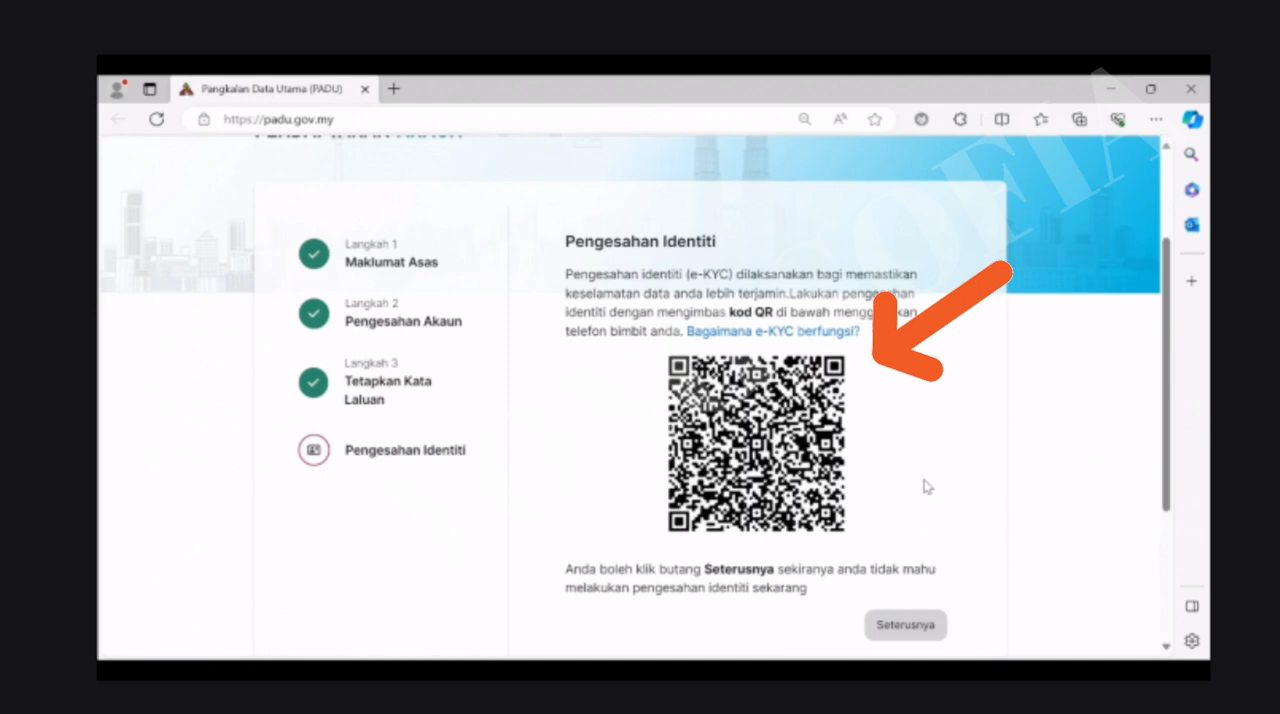 Pangkalan Data Utama (PADU)
https://padu.gov.my
Langkah 1
Maklumat Asas
Langkah 2
Pengesahan Akaun
Langkah 3
Tetapkan Kata
Laluan
Pengesahan Identiti
Pengesahan Identiti
Pengesahan identiti (e-KYC) dilaksanakan bagi memastikan
keselamatan data anda lebih terjamin.Lakukan
identiti dengan mengimbas kod QR di bawah
telefon bimbit anda. Bagaimana e-KYC berfungsi?
Anda boleh klik butang Seterusnya sekiranya anda tidak mahu
melakukan pengesahan identiti sekarang
Seterusnya